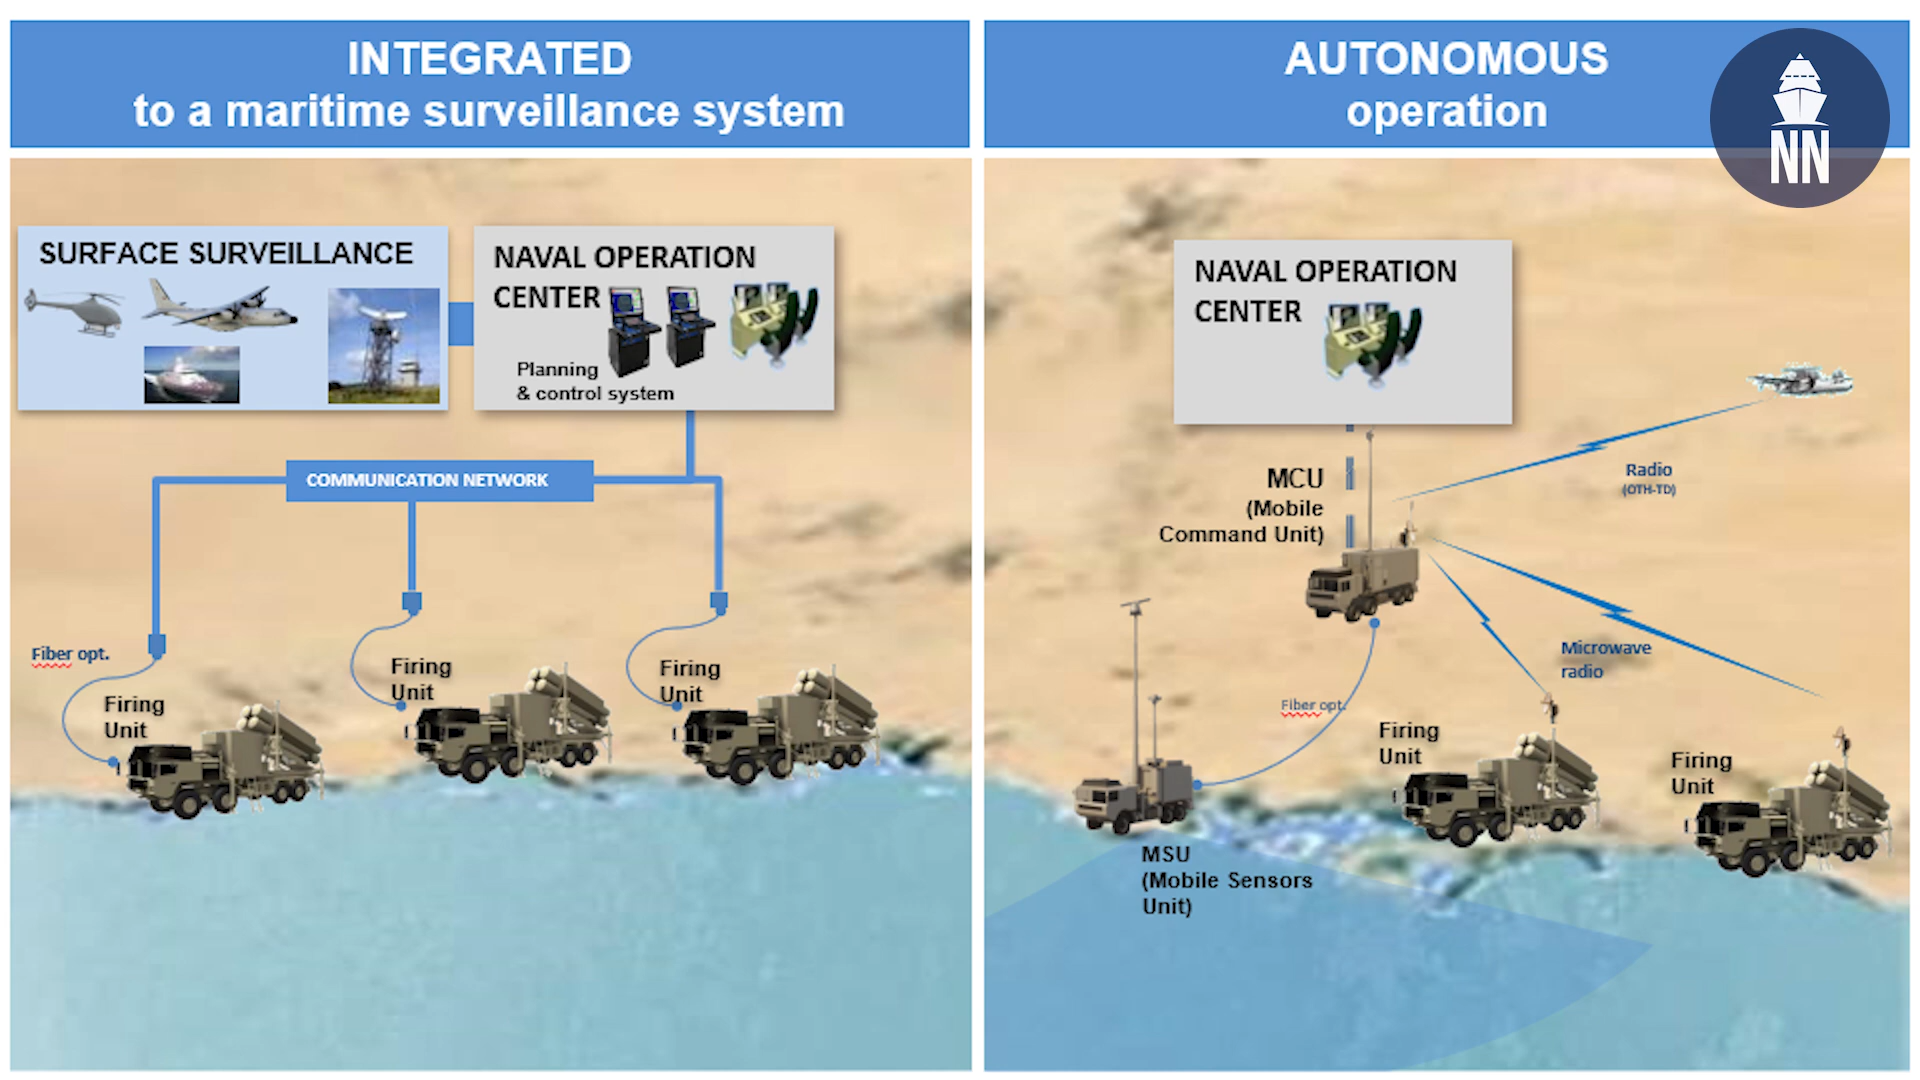 INTEGRATED
to a maritime surveillance system
SURFACE SURVEILLANCE
NAVAL OPERATION
CENTER
Planning
& control system
COMMUNICATION NETWORK
Fiber opt.
Firing
Unit
Firing
Unit
Firing
Unit
AUTONOMOUS
operation
NN
NAVAL OPERATION
CENTER
MCU
(Mobile
Command Unit)
Radio
(OTH-TD)
Microwave
radio
Fiber opt.
Firing
Unit
Firing
Unit
MSU
(Mobile Sensors
Unit)